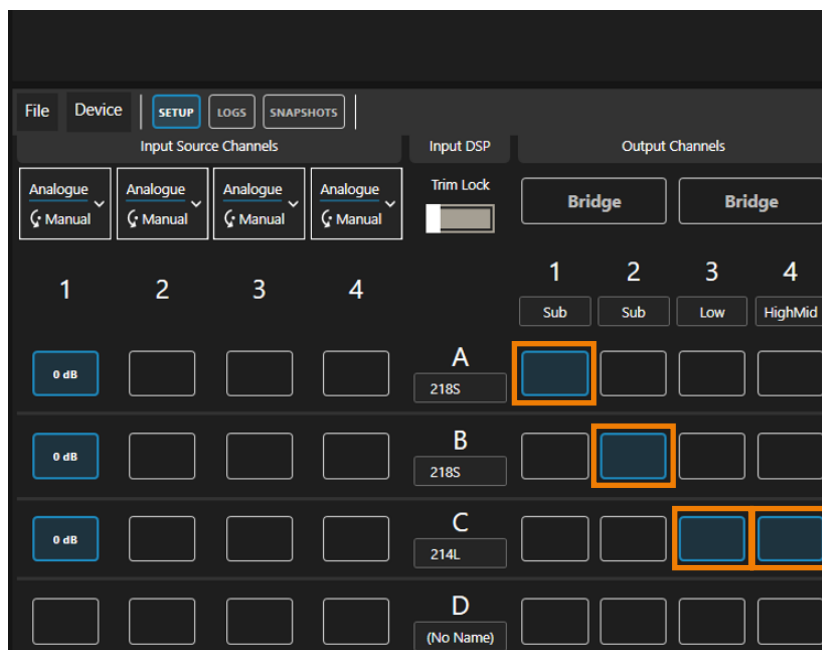 File Device SETUP LOGS SNAPSHOTS
Input Source Channels Input DSP Output Channels
Analogue Analogue Analogue Analogue Trim Lock
Manual Manual Manual Manual Bridge Bridge
1 2 3 4
1 2 3 4
Sub Sub Low HighMid
A
0 dB 218S
B
0 dB 218S
C
0 dB 214L
D
(No Name)